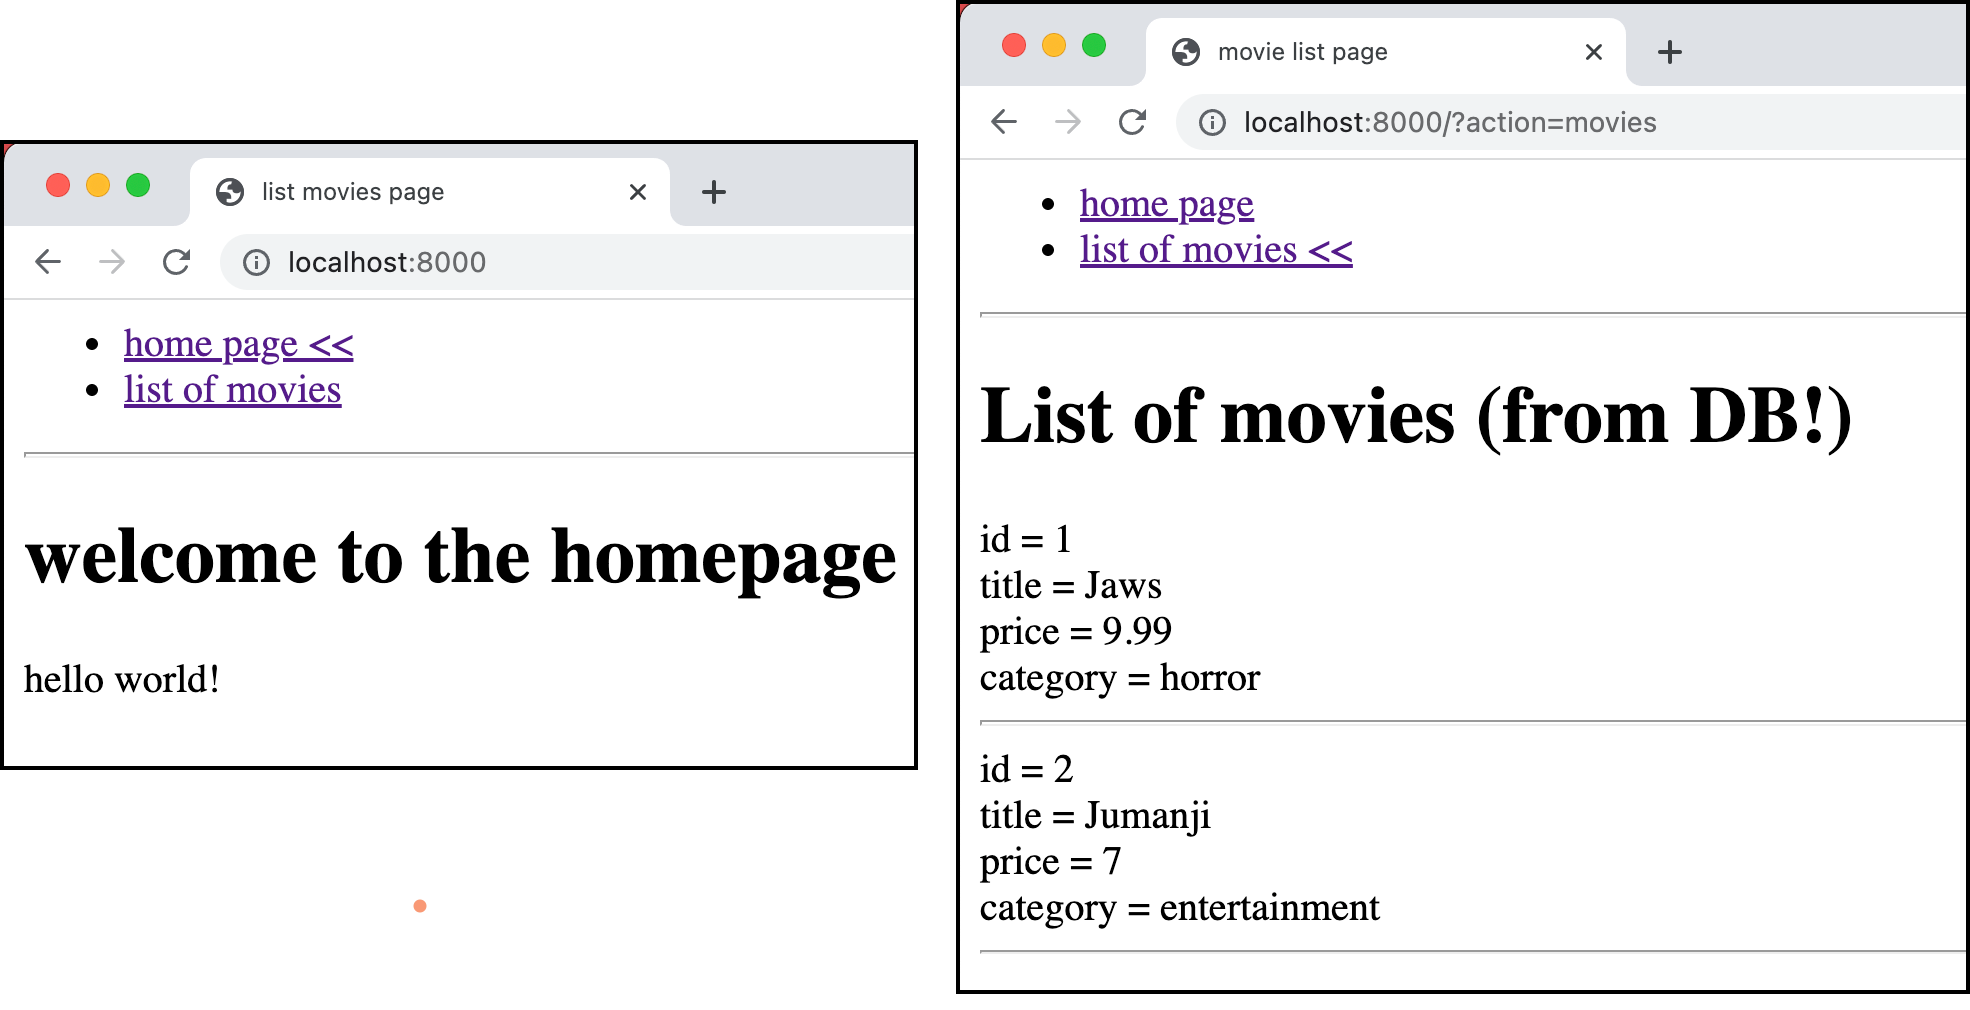 list movies page
localhost:8000
home page <<
list of movies
welcome to the homepage
hello world!
movie list page
localhost:8000/?action=movies
home page
list of movies <<
List of movies (from DB!)
id = 1
title = Jaws
price = 9.99
category = horror
id = 2
title = Jumanji
price = 7
category = entertainment